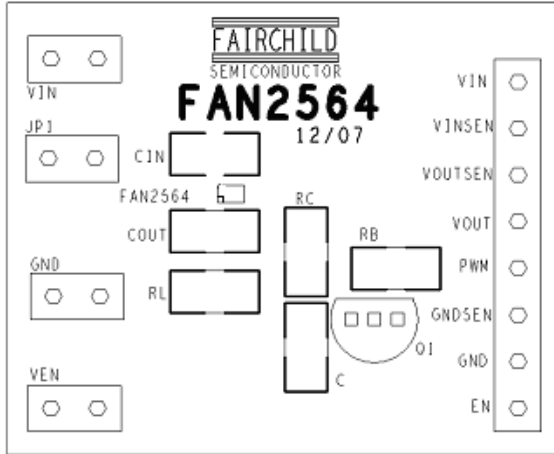 FAIRCHILD
SEMICONDUCTOR
FAN2564
12/07
VIN
JP1
GND
VEN
CIN
FAN2564
COUT
RL
RC
RB
C
Q1
VIN
VINSEN
VOUTSEN
VOUT
PWM
GNDSEN
GND
EN